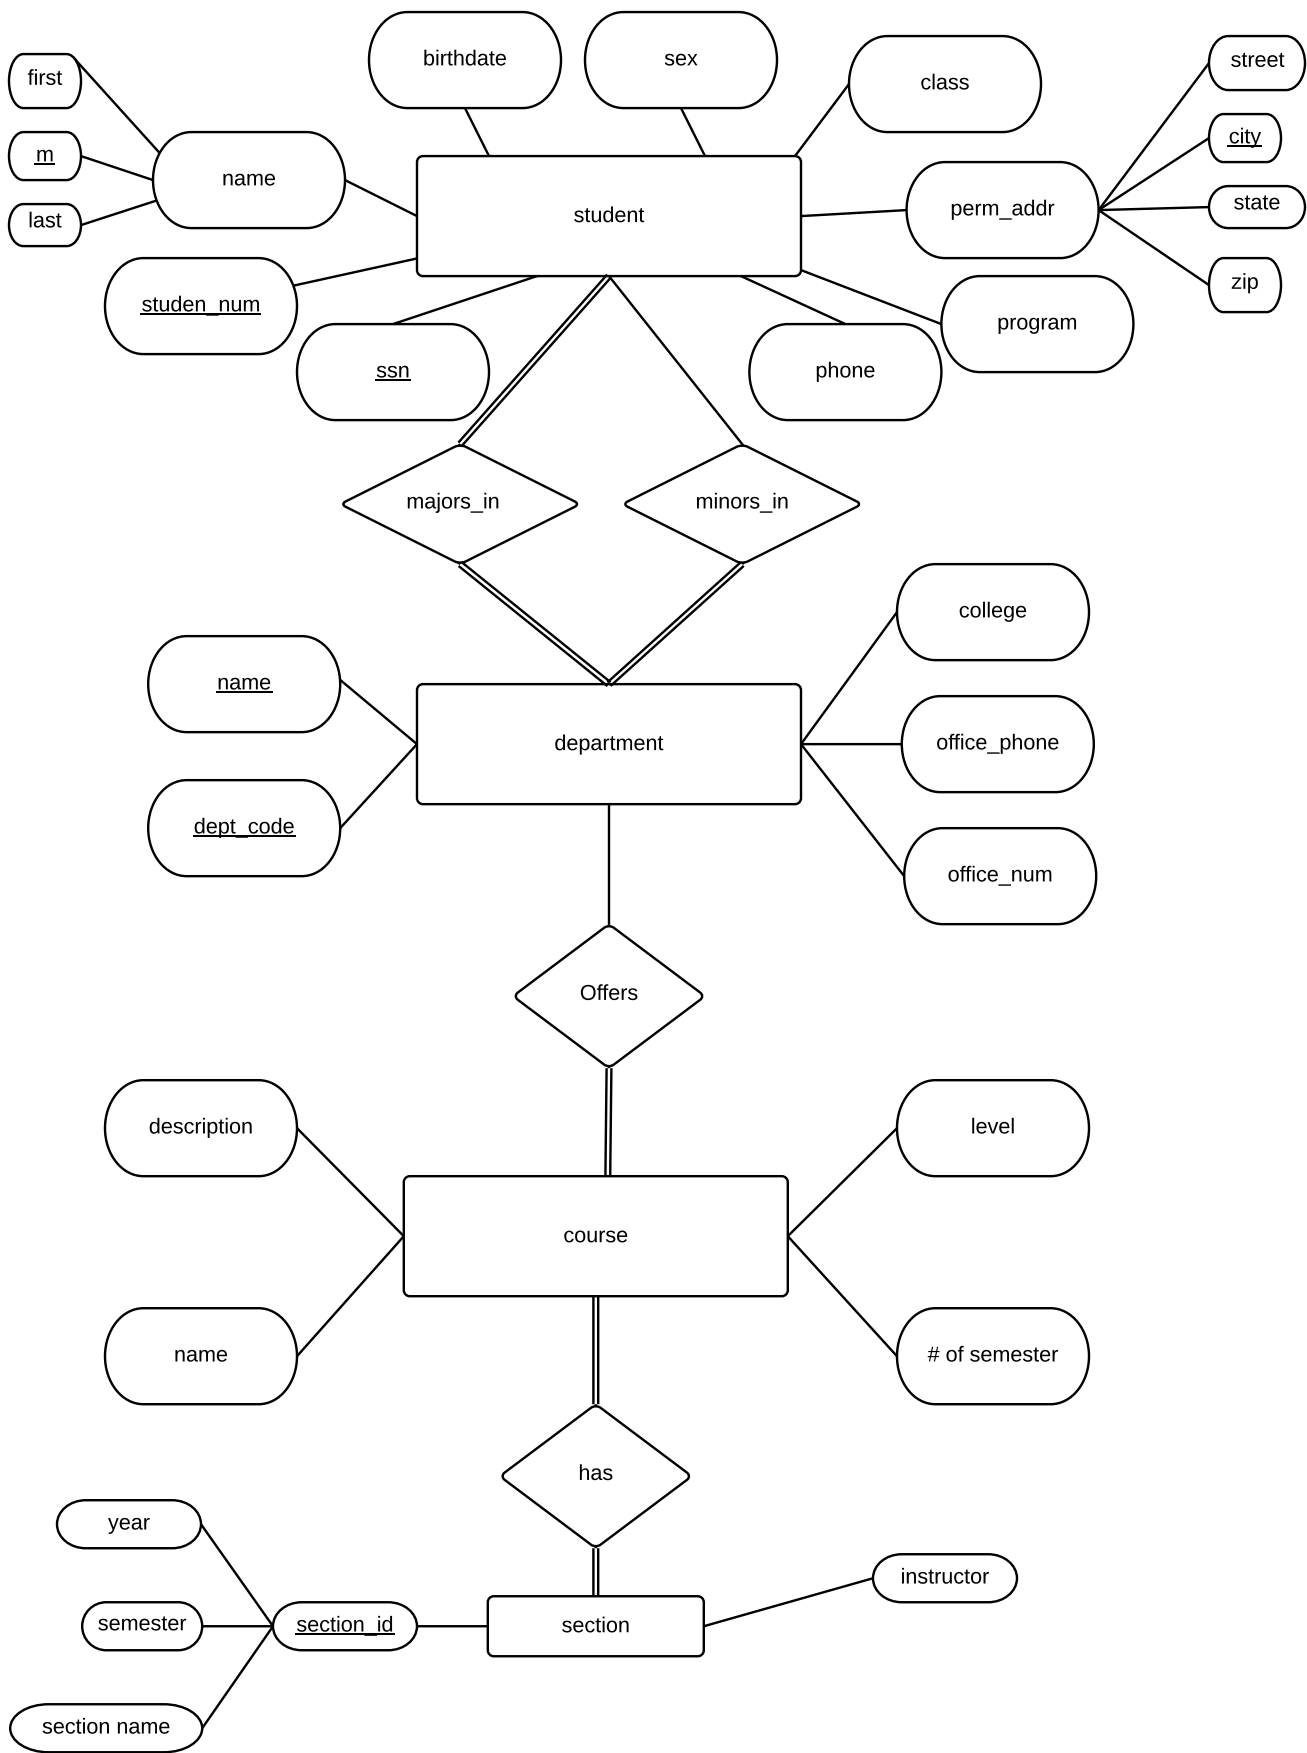 birthdate
sex
class
street
first
city
m
name
last
student
perm_addr
state
zip
studen_num
program
ssn
phone
majors_in
minors_in
college
name
department
office_phone
dept_code
office_num
Offers
description
level
course
name
# of semester
has
year
instructor
semester
section_id
section
section name